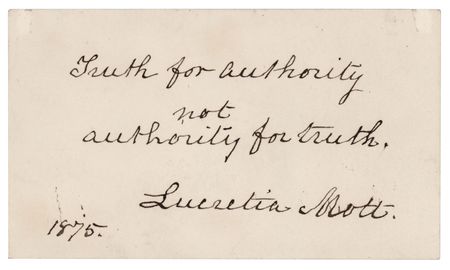 Truth for authority
not
authority for truth.
Lucretia Mott.
1875.